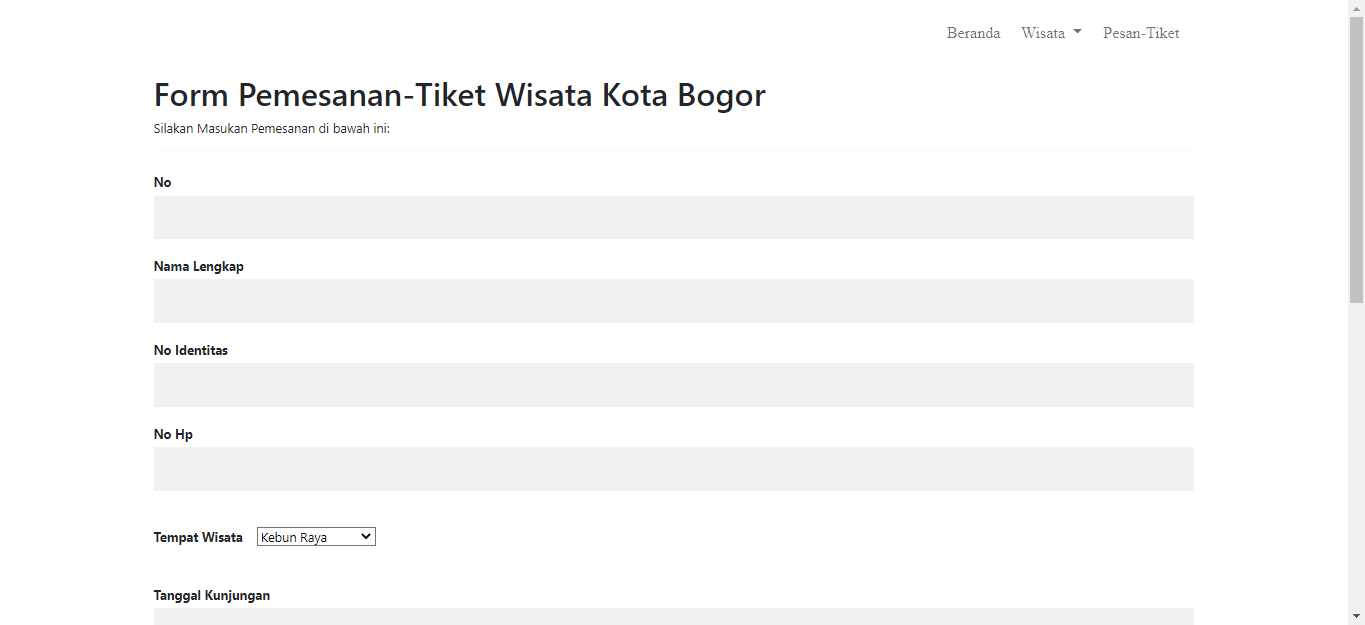 Beranda Wisata Pesan-Tiket
Form Pemesanan-Tiket Wisata Kota Bogor
Silakan Masukan Pemesanan di bawah ini:
No
Nama Lengkap
No Identitas
No Hp
Tempat Wisata Kebun Raya
Tanggal Kunjungan